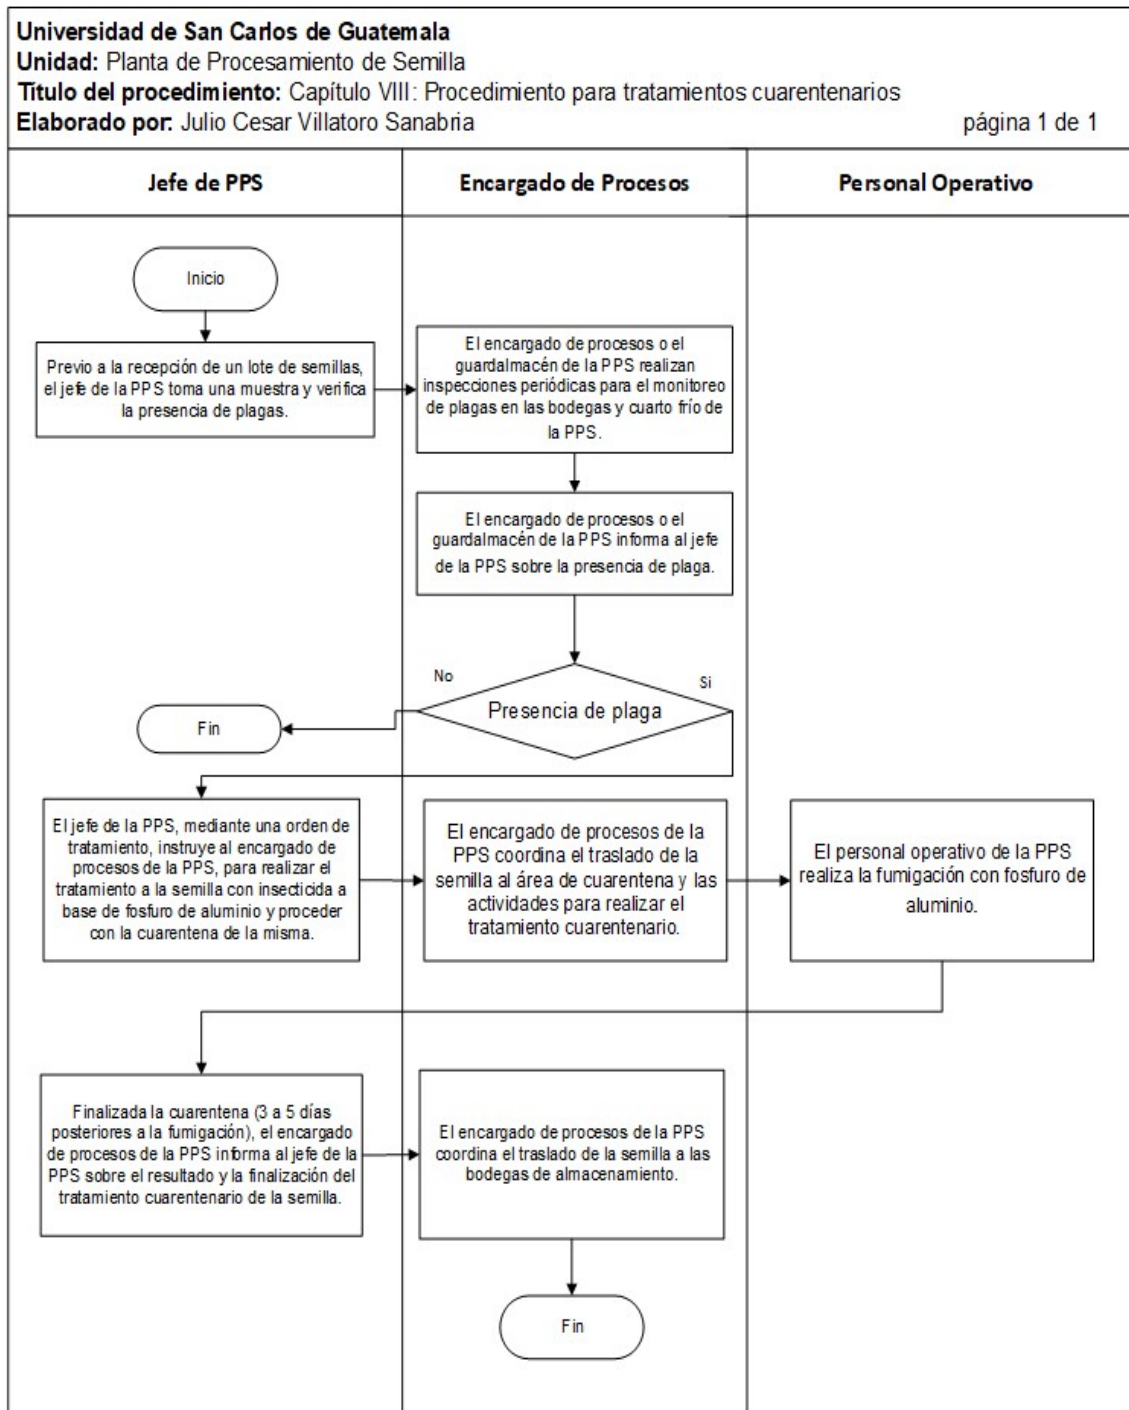 Universidad de San Carlos de Guatemala
Unidad: Planta de Procesamiento de Semilla
Título del procedimiento: Capítulo VIII: Procedimiento para tratamientos cuarentenarios
Elaborado por: Julio Cesar Villatoro Sanabria
página 1 de 1
Jefe de PPS
Encargado de Procesos
Personal Operativo
Inicio
Previo a la recepción de un lote de semillas,
el jefe de la PPS toma una muestra y verifica
la presencia de plagas.
El encargado de procesos o el
guardalmacén de la PPS realizan
inspecciones periódicas para el monitoreo
de plagas en las bodegas y cuarto frío de
la PPS.
El encargado de procesos o el
guardalmacén de la PPS informa al jefe
de la PPS sobre la presencia de plaga.
No
Si
Presencia de plaga
Fin
El jefe de la PPS, mediante una orden de
tratamiento, instruye al encargado de
procesos de la PPS, para realizar el
tratamiento a la semilla con insecticida a
base de fosfuro de aluminio y proceder
con la cuarentena de la misma.
El encargado de procesos de la
PPS coordina el traslado de la
semilla al área de cuarentena y las
actividades para realizar el
tratamiento cuarentenario.
El personal operativo de la PPS
realiza la fumigación con fosfuro de
aluminio.
Finalizada la cuarentena (3 a 5 días
posteriores a la fumigación), el encargado
de procesos de la PPS informa al jefe de la
PPS sobre el resultado y la finalización del
tratamiento cuarentenario de la semilla.
El encargado de procesos de la PPS
coordina el traslado de la semilla a las
bodegas de almacenamiento.
Fin